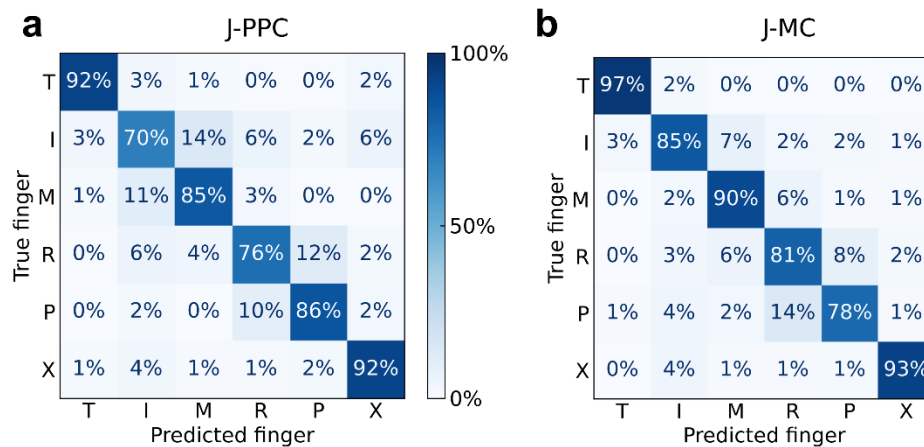 a
J-PPC
T 92% 3% 1% 0% 0% 2%
I 3% 70% 14% 6% 2% 6%
M 1% 11% 85% 3% 0% 0%
R 0% 6% 4% 76% 12% 2%
P 0% 2% 0% 10% 86% 2%
X 1% 4% 1% 1% 2% 92%
T I M R P X
Predicted finger
True finger
100%
50%
0%
b
J-MC
T 97% 2% 0% 0% 0% 0%
I 3% 85% 7% 2% 2% 1%
M 0% 2% 90% 6% 1% 1%
R 0% 3% 6% 81% 8% 2%
P 1% 4% 2% 14% 78% 1%
X 0% 4% 1% 1% 1% 93%
T I M R P X
Predicted finger
True finger